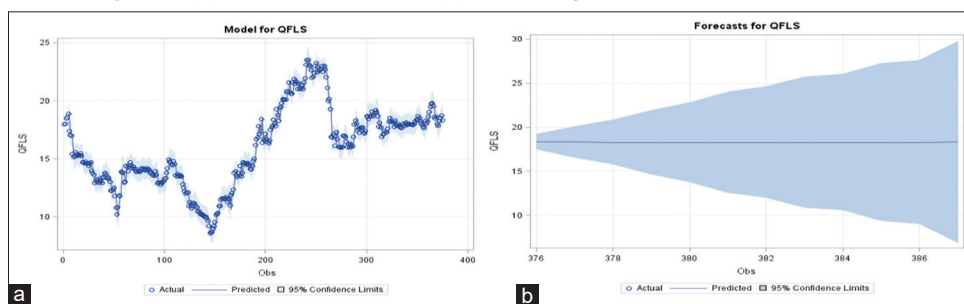 Model for QFLS
25
20
15
10
QFLS
0
100
200
300
400
Obs
Actual
Predicted
95% Confidence Limits
a
Forecasts for QFLS
30
25
20
15
10
QFLS
376
378
380
382
384
386
Obs
Actual
Predicted
95% Confidence Limits
b